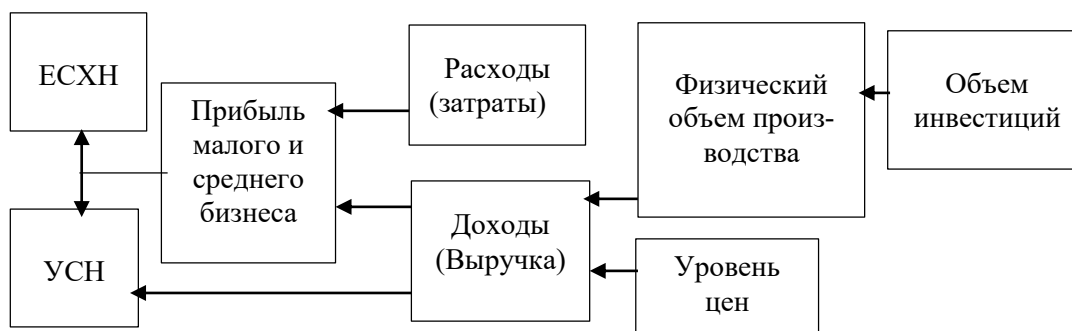 ЕСХН
УСН
Прибыль
малого и
среднего
бизнеса
Расходы
(затраты)
Доходы
(Выручка)
Физический
объем произ-
водства
Уровень
цен
Объем
инвестиций